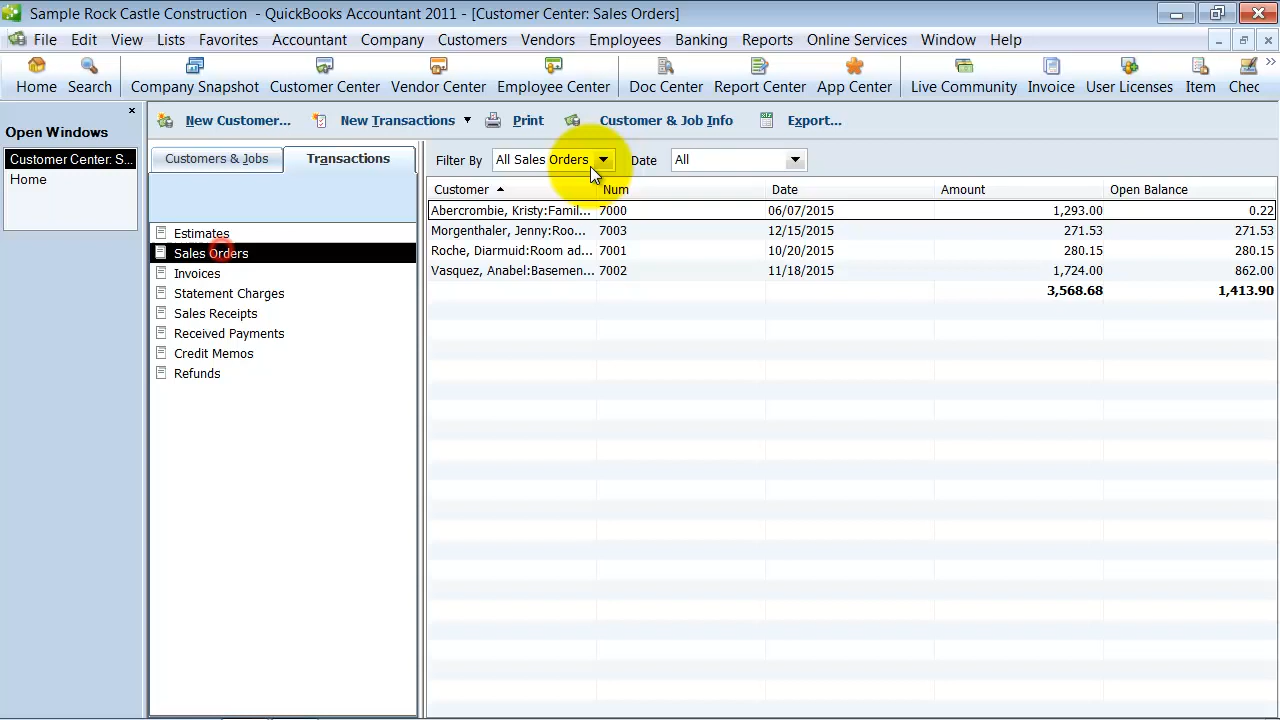 Sample Rock Castle Construction - QuickBooks Accountant 2011 - [Customer Center: Sales Orders]
File Edit View Lists Favorites Accountant Company Customers Vendors Employees Banking Reports Online Services Window Help
Home Search Company Snapshot Customer Center Vendor Center Employee Center Doc Center Report Center App Center Live Community Invoice User Licenses Item Chec
Open Windows
Customer Center: S...
Home
New Customer... New Transactions Print Customer & Job Info Export...
Customers & Jobs Transactions
Estimates
Sales Orders
Invoices
Statement Charges
Sales Receipts
Received Payments
Credit Memos
Refunds
Filter By All Sales Orders Date All
Customer Num Date Amount Open Balance
Abercrombie, Kristy:Famil... 7000 06/07/2015 1,293.00 0.22
Morgenthaler, Jenny:Roo... 7003 12/15/2015 271.53 271.53
Roche, Diarmuid:Room ad... 7001 10/20/2015 280.15 280.15
Vasquez, Anabel:Basemen... 7002 11/18/2015 1,724.00 862.00
3,568.68 1,413.90